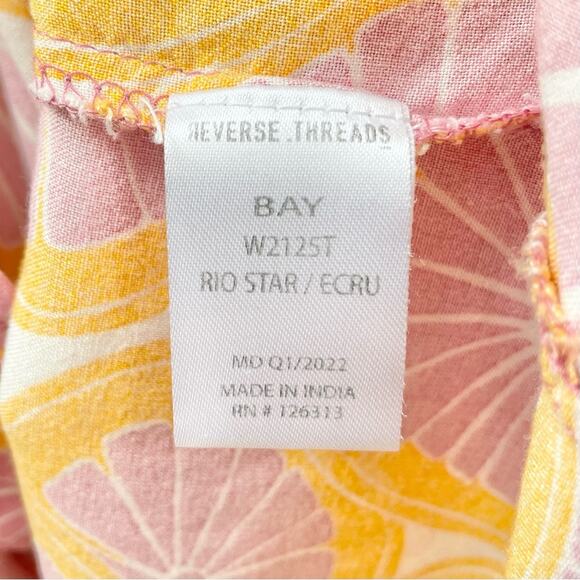 REVERSE.THREADS
BAY
W2125T
RIO STAR / ECRU
MD Q1/2022
MADE IN INDIA
RN # 126313